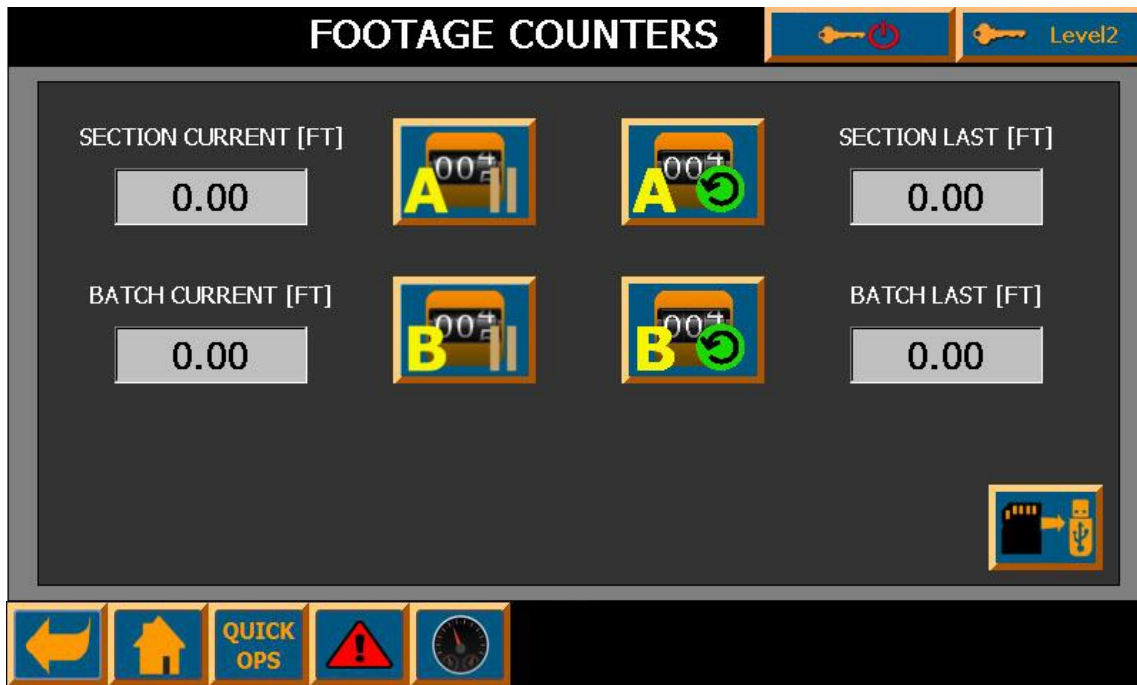 FOOTAGE COUNTERS
Level2
SECTION CURRENT [FT]
SECTION LAST [FT]
0.00
A
A
0.00
BATCH CURRENT [FT]
BATCH LAST [FT]
0.00
B
B
0.00
QUICK
OPS